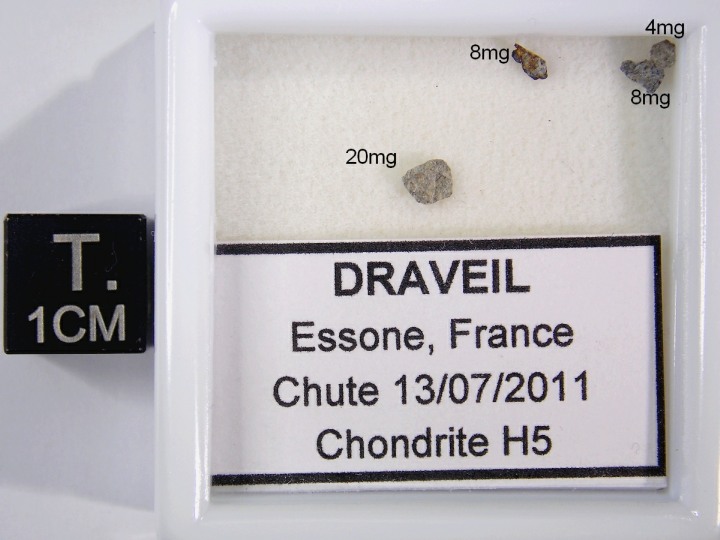 4mg
8mg
8mg
20mg
T.
1CM
DRAVEIL
Essone, France
Chute 13/07/2011
Chondrite H5